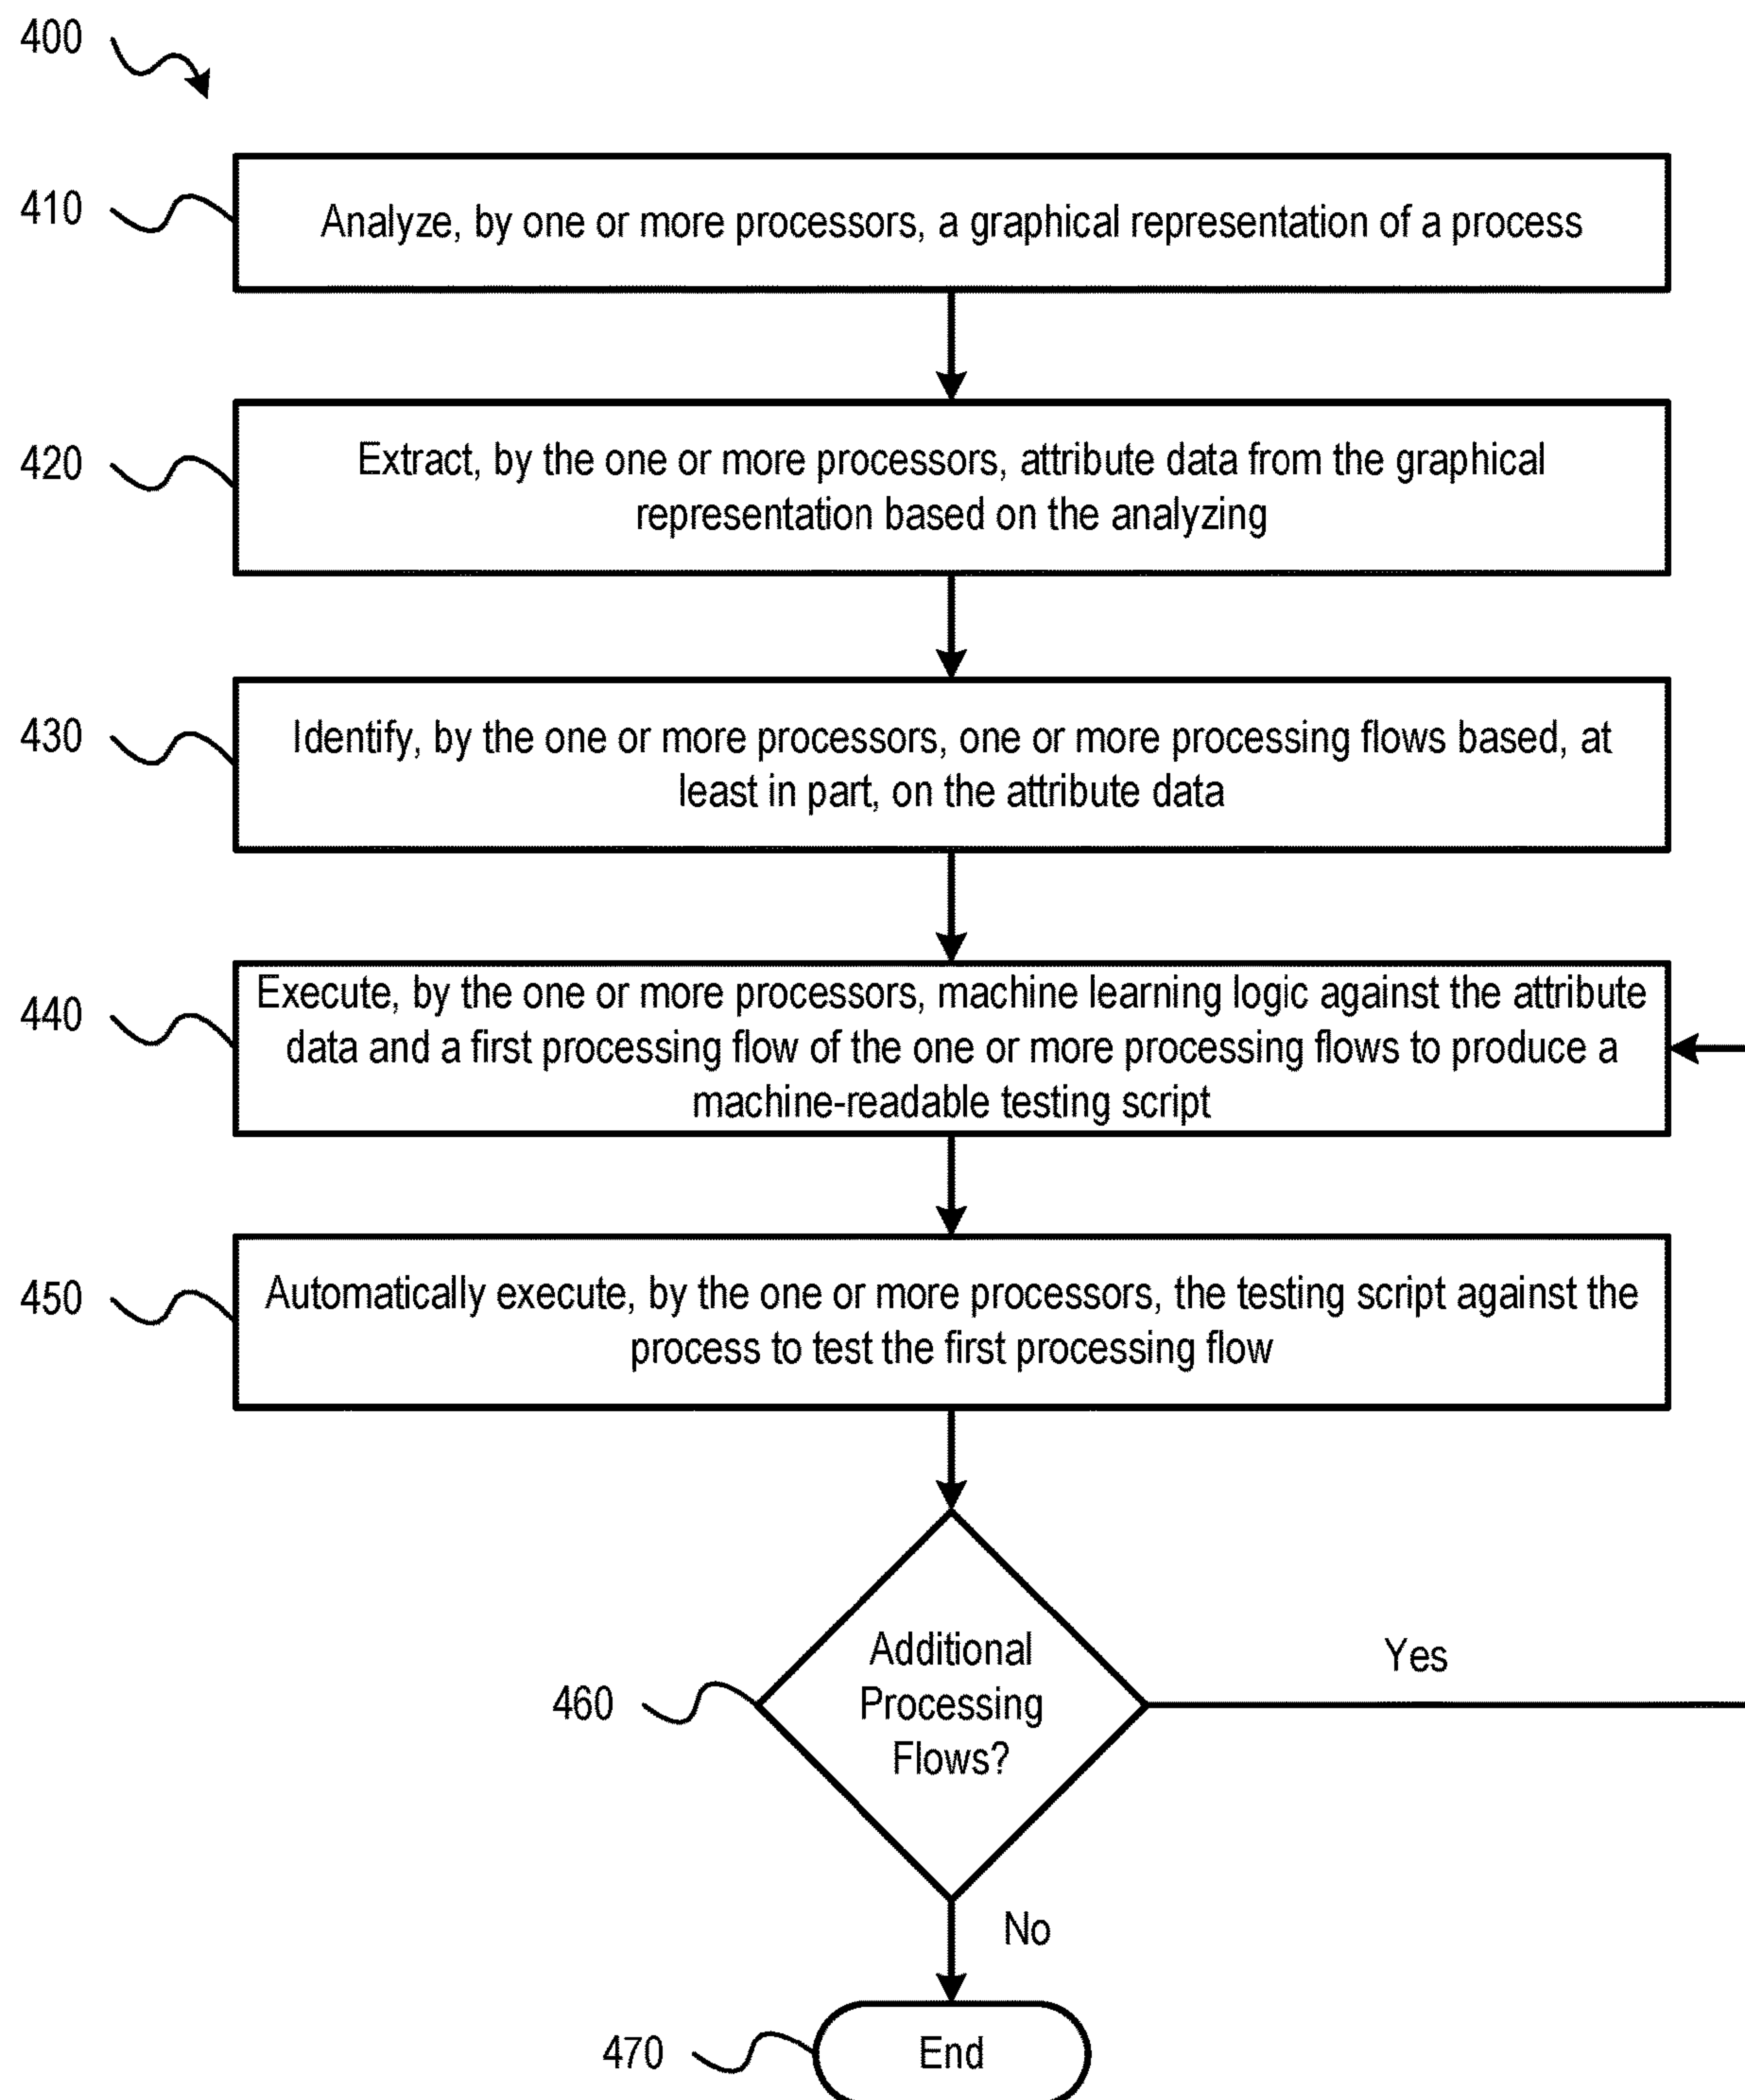 400
410
Analyze, by one or more processors, a graphical representation of a process
420
Extract, by the one or more processors, attribute data from the graphical
representation based on the analyzing
430
Identify, by the one or more processors, one or more processing flows based, at
least in part, on the attribute data
440
Execute, by the one or more processors, machine learning logic against the attribute
data and a first processing flow of the one or more processing flows to produce a
machine-readable testing script
450
Automatically execute, by the one or more processors, the testing script against the
process to test the first processing flow
460
Additional
Processing
Flows?
Yes
No
470
End